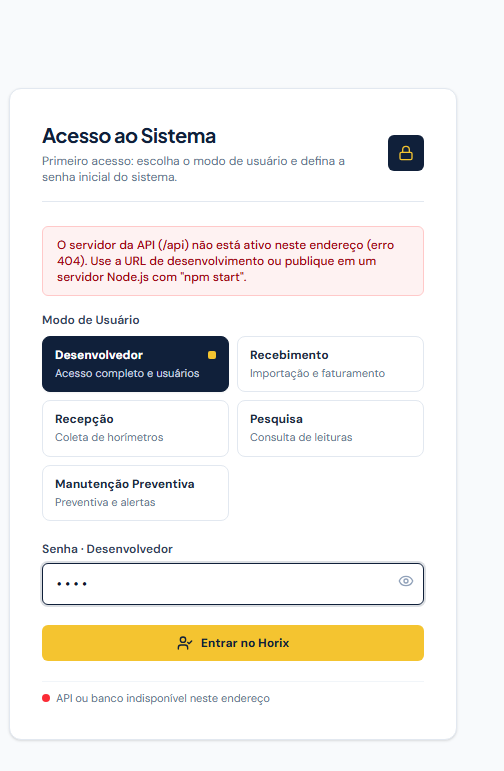 Acesso ao Sistema
Primeiro acesso: escolha o modo de usuário e defina a
senha inicial do sistema.
O servidor da API (/api) não está ativo neste endereço (erro
404). Use a URL de desenvolvimento ou publique em um
servidor Node.js com "npm start".
Modo de Usuário
Desenvolvedor
Acesso completo e usuários
Recebimento
Importação e faturamento
Recepção
Coleta de horímetros
Pesquisa
Consulta de leituras
Manutenção Preventiva
Preventiva e alertas
Senha · Desenvolvedor
••••
Entrar no Horix
API ou banco indisponível neste endereço